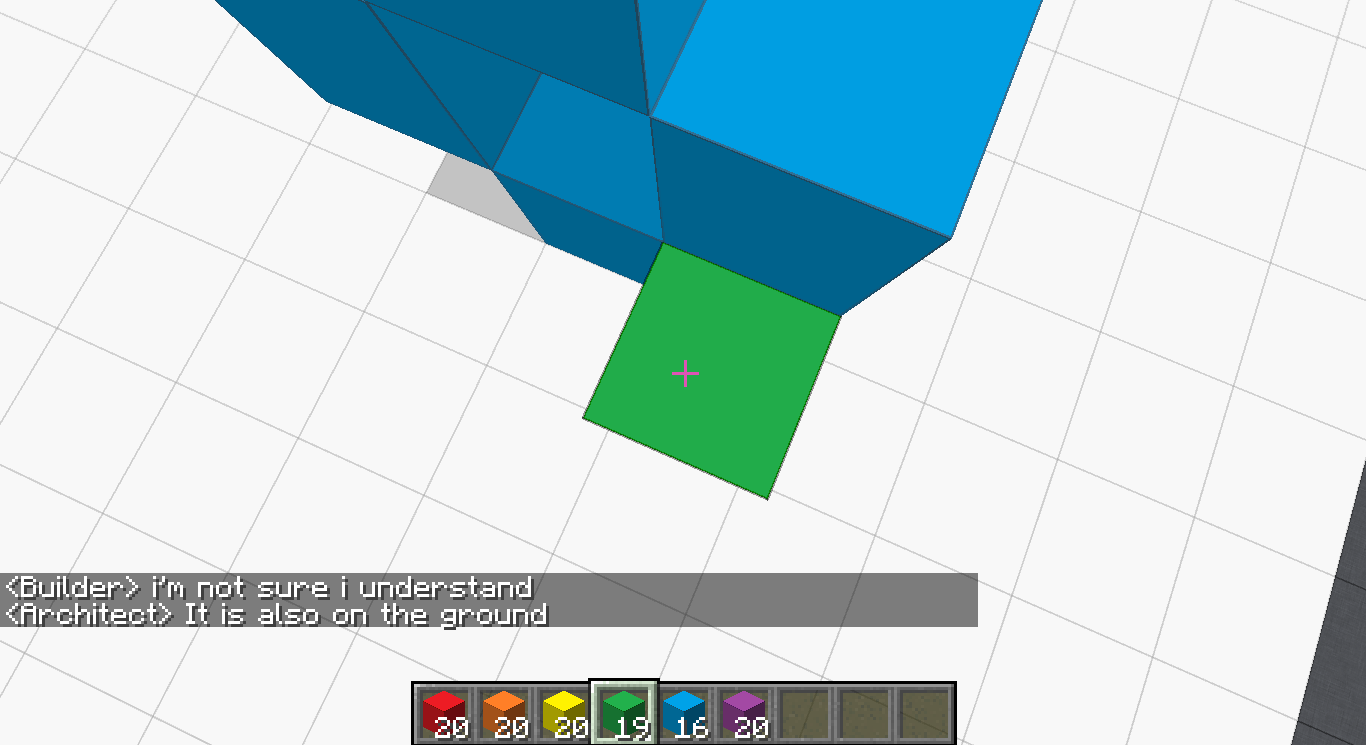 <Builder> i'm not sure i understand
<Architect> It is also on the ground
20 20 20 19 16 20